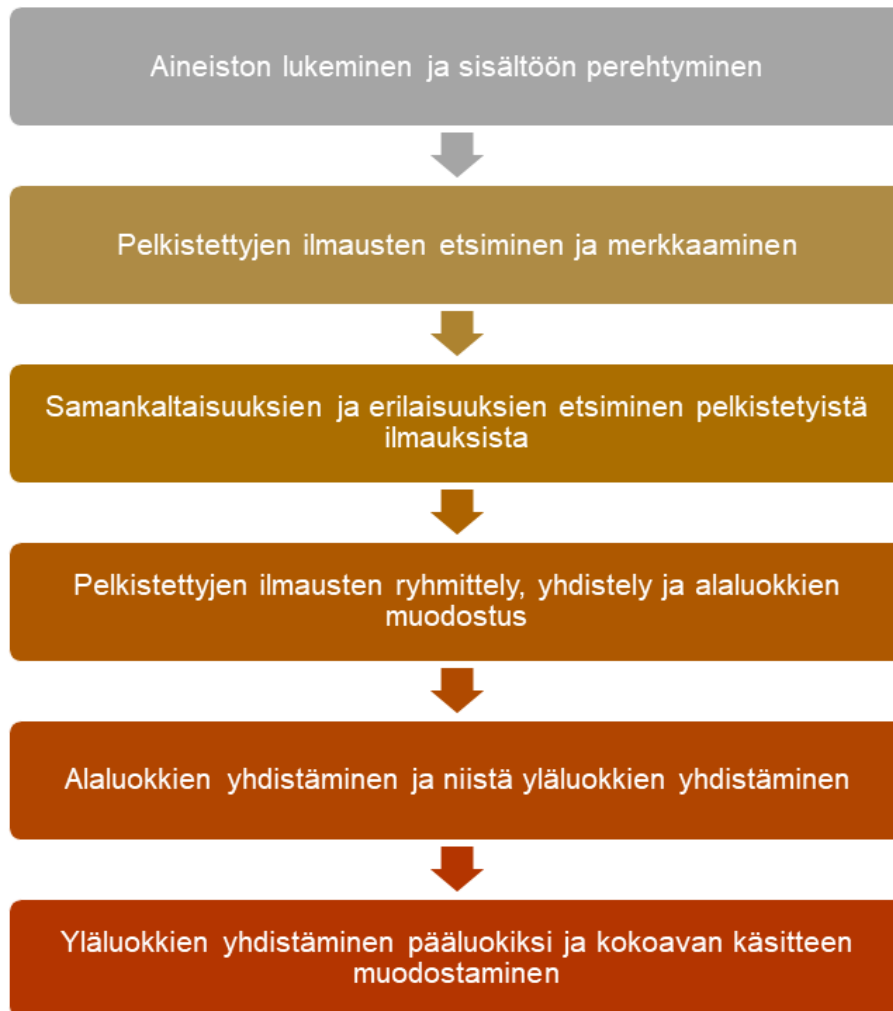 Aineiston lukeminen ja sisältöön perehtyminen
Pelkistettyjen ilmausten etsiminen ja merkkaaminen
Samankaltaisuuksien ja erilaisuuksien etsiminen pelkistetyistä
ilmauksista
Pelkistettyjen ilmausten ryhmittely, yhdistely ja alaluokkien
muodostus
Alaluokkien yhdistäminen ja niistä yläluokkien yhdistäminen
Yläluokkien yhdistäminen pääluokiksi ja kokoavan käsitteen
muodostaminen